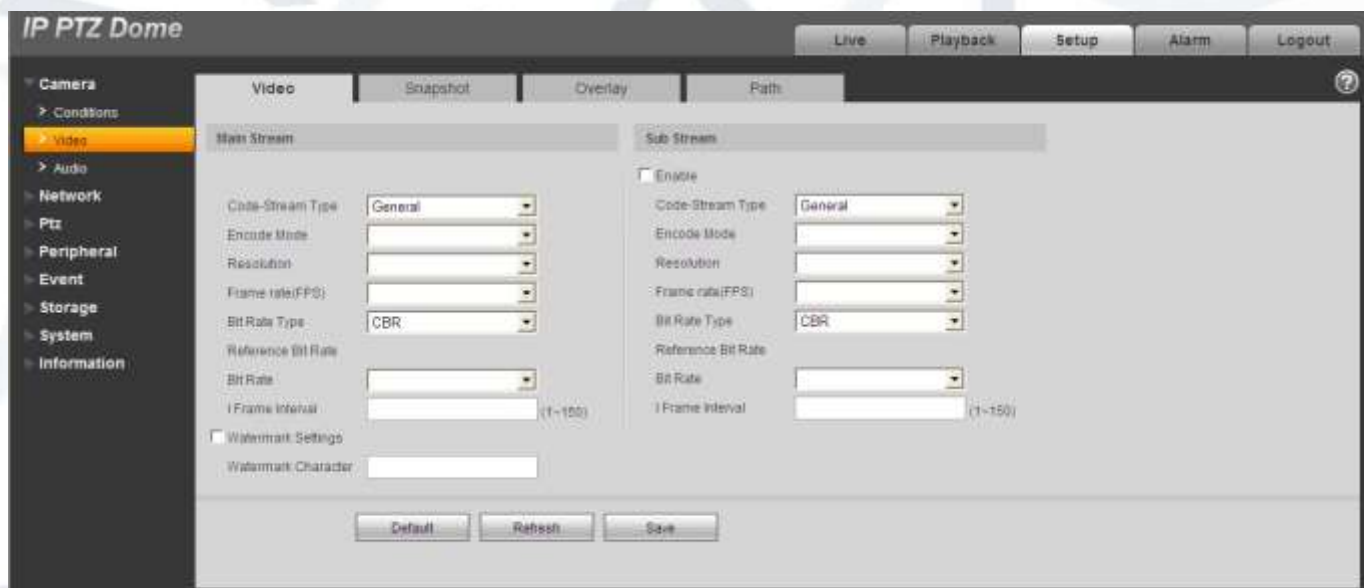 IP PTZ Dome
Live Playback Setup Alarm Logout
Camera
> Conditions
> Video
> Audio
Network
Ptz
Peripheral
Event
Storage
System
Information
Video Snapshot Overlay Path
?
Main Stream
Code-Stream Type General
Encode Mode
Resolution
Frame rate(FPS)
Bit Rate Type CBR
Reference Bit Rate
Bit Rate
I Frame Interval (1~150)
Watermark Settings
Watermark Character
Sub Stream
Enable
Code-Stream Type General
Encode Mode
Resolution
Frame rate(FPS)
Bit Rate Type CBR
Reference Bit Rate
Bit Rate
I Frame Interval (1~150)
Default Refresh Save